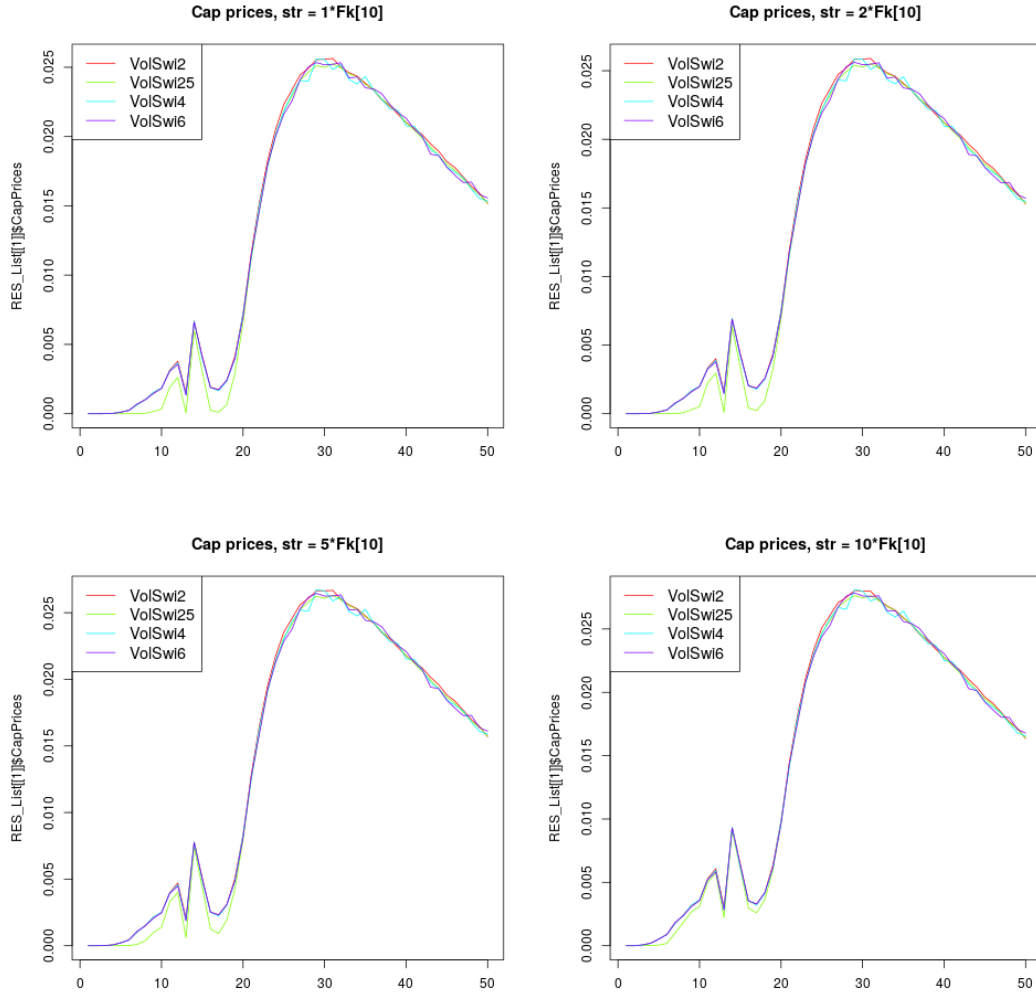 Cap prices, str = 1*Fk[10]
VolSwi2
VolSwi25
VolSwi4
VolSwi6
RES_List[[1]]$CapPrices
0.000
0.005
0.010
0.015
0.020
0.025
0
10
20
30
40
50
Cap prices, str = 2*Fk[10]
VolSwi2
VolSwi25
VolSwi4
VolSwi6
RES_List[[1]]$CapPrices
0.000
0.005
0.010
0.015
0.020
0.025
0
10
20
30
40
50
Cap prices, str = 5*Fk[10]
VolSwi2
VolSwi25
VolSwi4
VolSwi6
RES_List[[1]]$CapPrices
0.000
0.005
0.010
0.015
0.020
0.025
0
10
20
30
40
50
Cap prices, str = 10*Fk[10]
VolSwi2
VolSwi25
VolSwi4
VolSwi6
RES_List[[1]]$CapPrices
0.000
0.005
0.010
0.015
0.020
0.025
0
10
20
30
40
50